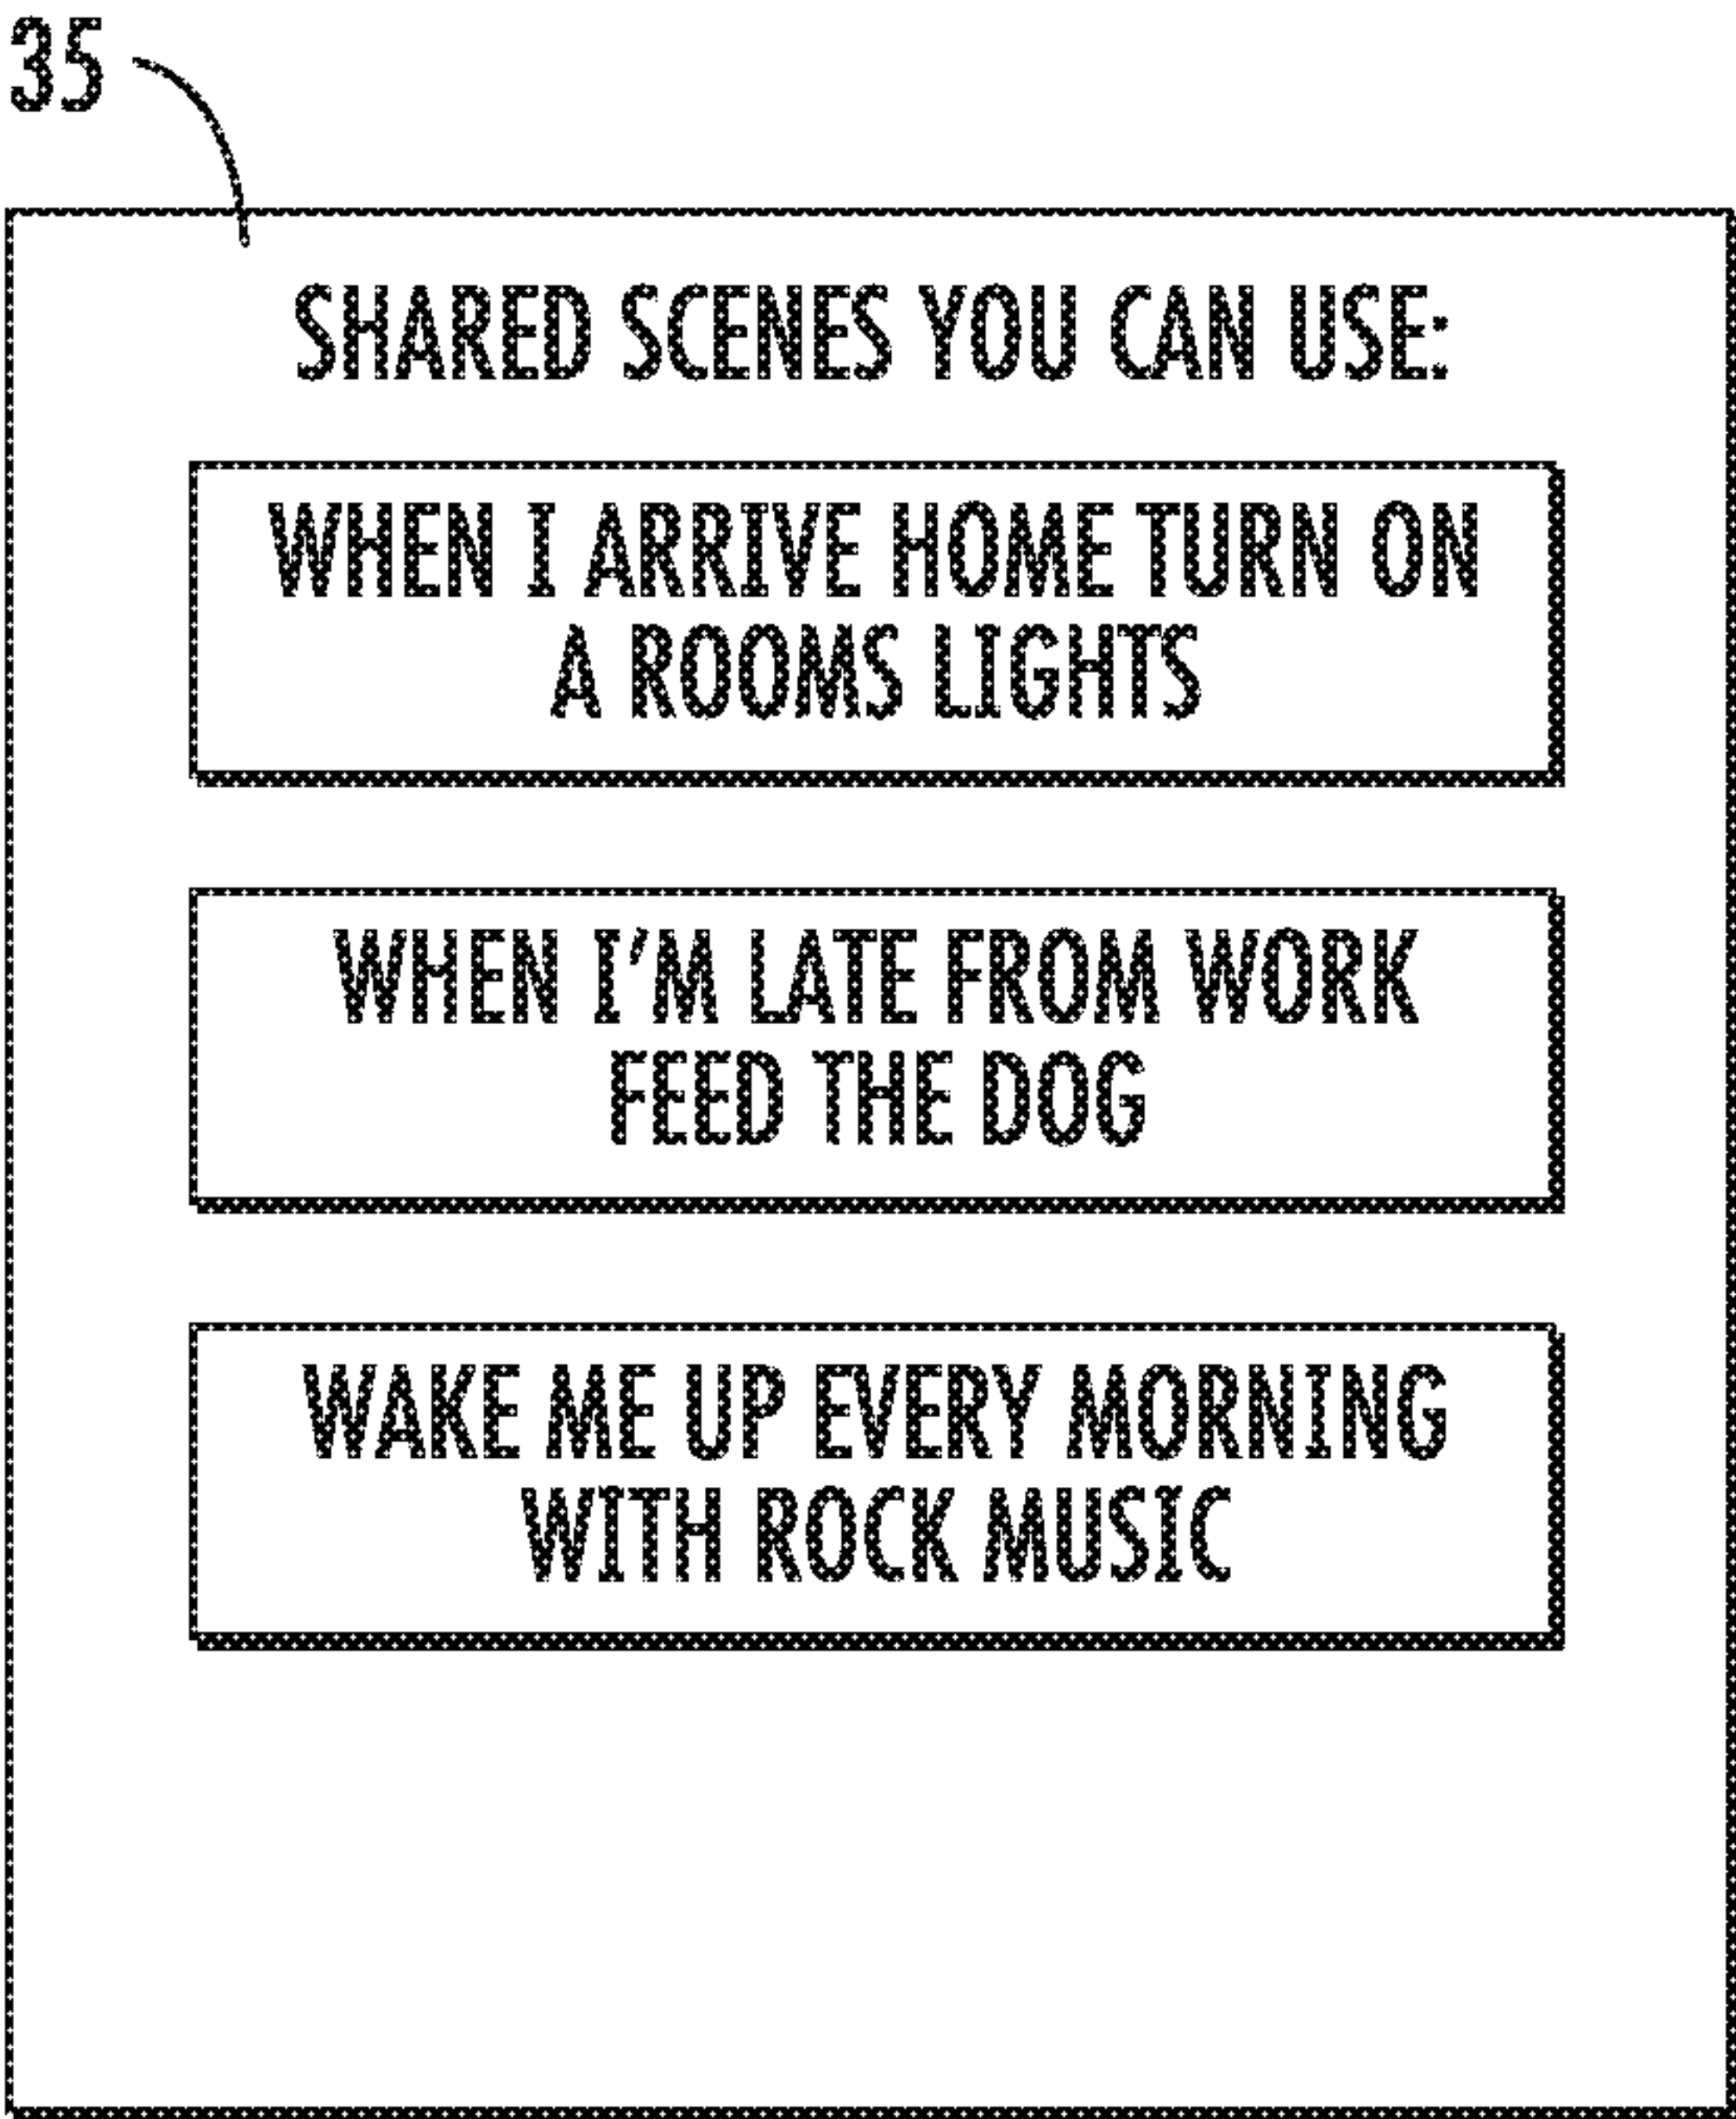 35
SHARED SCENES YOU CAN USE:
WHEN I ARRIVE HOME TURN ON
A ROOMS LIGHTS
WHEN I'M LATE FROM WORK
FEED THE DOG
WAKE ME UP EVERY MORNING
WITH ROCK MUSIC